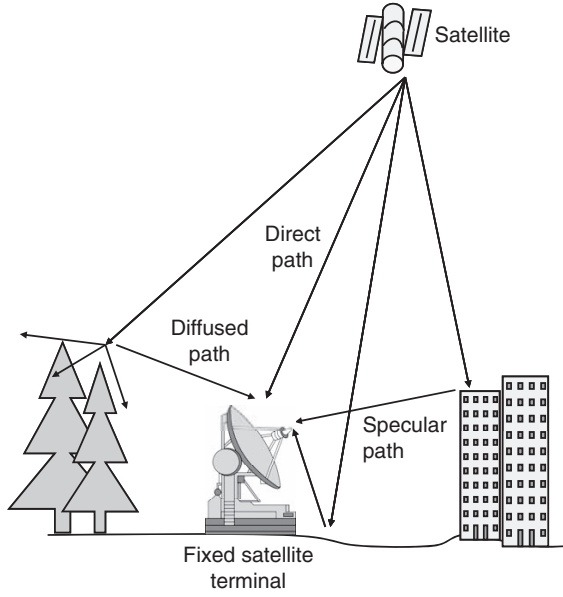 Satellite
Direct
path
Diffused
path
Specular
path
Fixed satellite
terminal